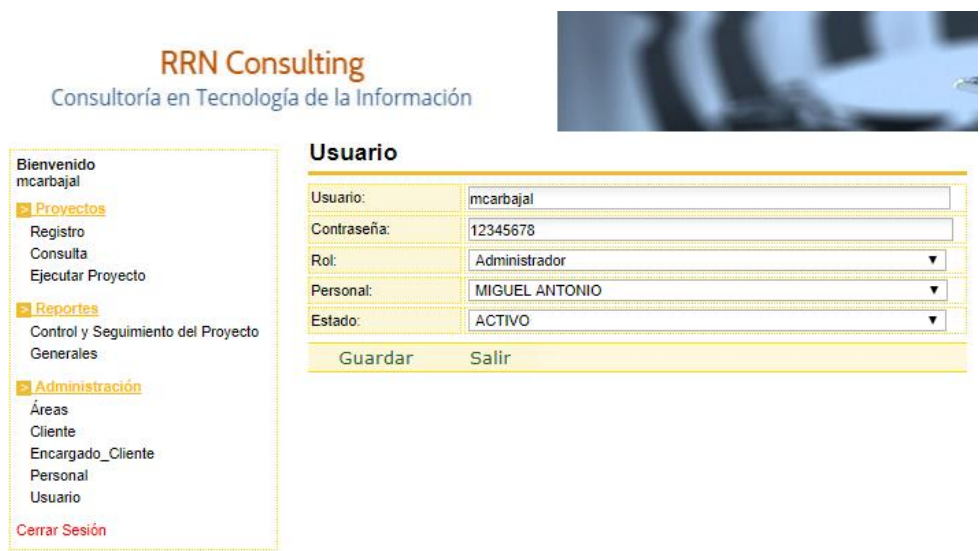 RRN Consulting
Consultoría en Tecnología de la Información
Bienvenido
mcarbajal
> Proyectos
Registro
Consulta
Ejecutar Proyecto
> Reportes
Control y Seguimiento del Proyecto
Generales
> Administración
Áreas
Cliente
Encargado_Cliente
Personal
Usuario
Cerrar Sesión
Usuario
Usuario: mcarbajal
Contraseña: 12345678
Rol: Administrador
Personal: MIGUEL ANTONIO
Estado: ACTIVO
Guardar Salir